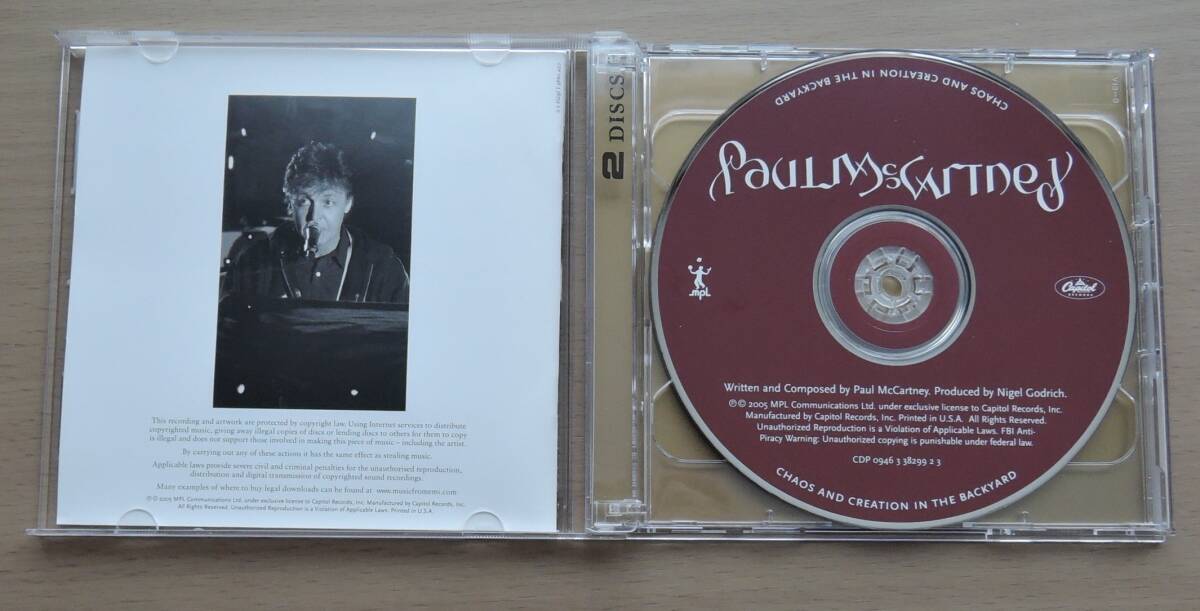 This recording and artwork are protected by copyright law. Using Internet services to distribute
copyrighted music, giving away illegal copies of discs or lending discs to others for them to copy
is illegal and does not support those involved in making this piece of music – including the artist.
By carrying out any of these actions it has the same effect as stealing music.
Applicable laws provide severe civil and criminal penalties for the unauthorised reproduction,
distribution and digital transmission of copyrighted sound recordings.
Many examples of where to buy legal downloads can be found at www.musicfromemi.com
℗ © 2005 MPL Communications Ltd. under exclusive license to Capitol Records, Inc. Manufactured by Capitol Records, Inc.
All Rights Reserved. Unauthorized Reproduction is a Violation of Applicable Laws. Printed in U.S.A.
2 DISCS
CHAOS AND CREATION IN THE BACKYARD
PAUL McCARTNEY
mpl
Capitol
RECORDS
Written and Composed by Paul McCartney. Produced by Nigel Godrich.
℗ © 2005 MPL Communications Ltd. under exclusive license to Capitol Records, Inc.
Manufactured by Capitol Records, Inc. Printed in U.S.A. All Rights Reserved.
Unauthorized Reproduction is a Violation of Applicable Laws. FBI Anti-
Piracy Warning: Unauthorized copying is punishable under federal law.
CDP 0946 3 38299 2 3
CHAOS AND CREATION IN THE BACKYARD